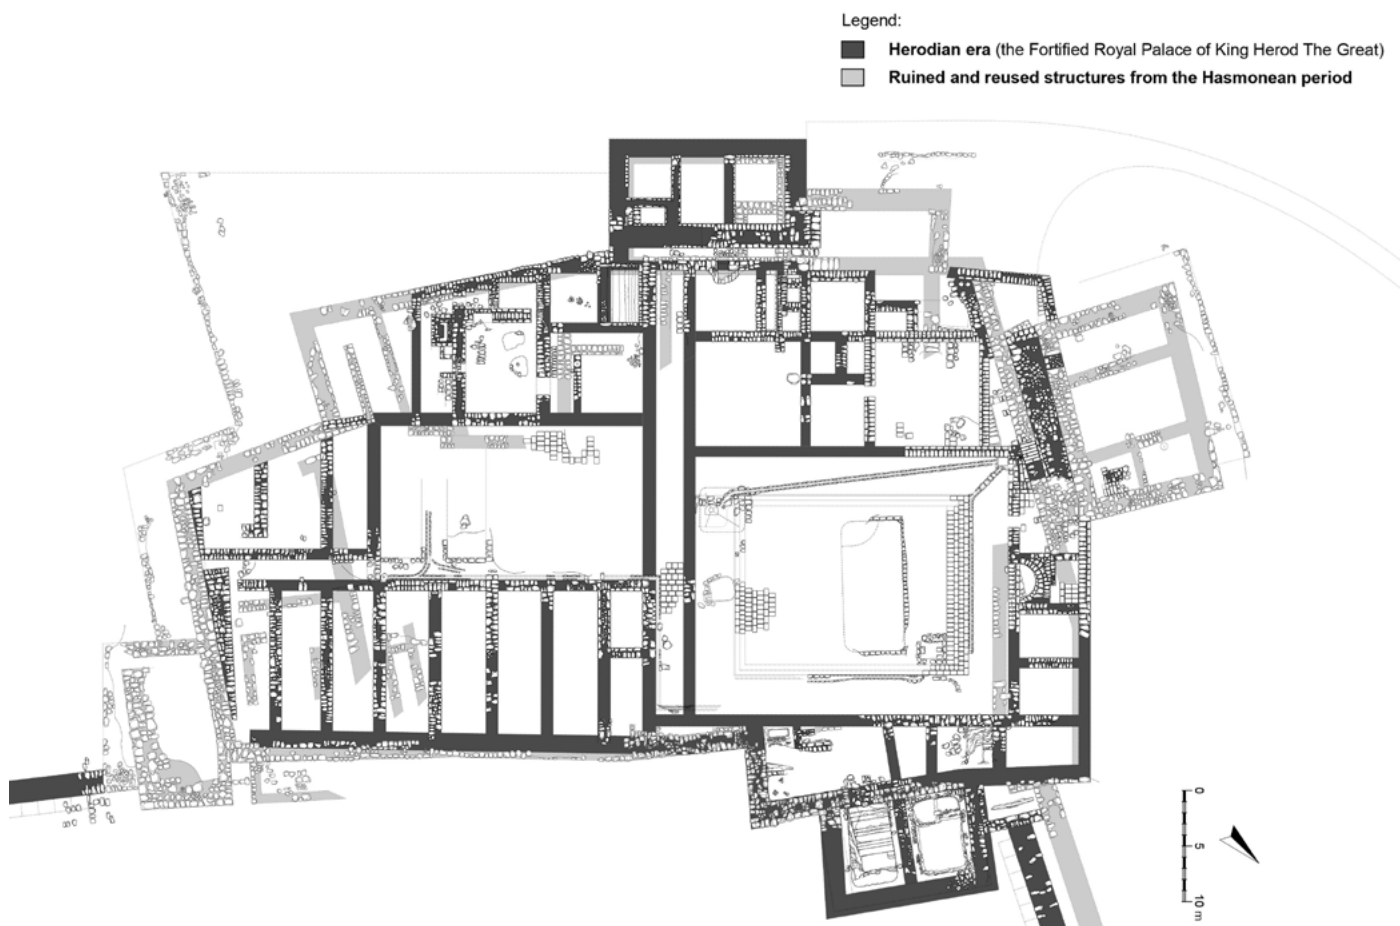 Legend:
Herodian era (the Fortified Royal Palace of King Herod The Great)
Ruined and reused structures from the Hasmonean period
0
5
10 m